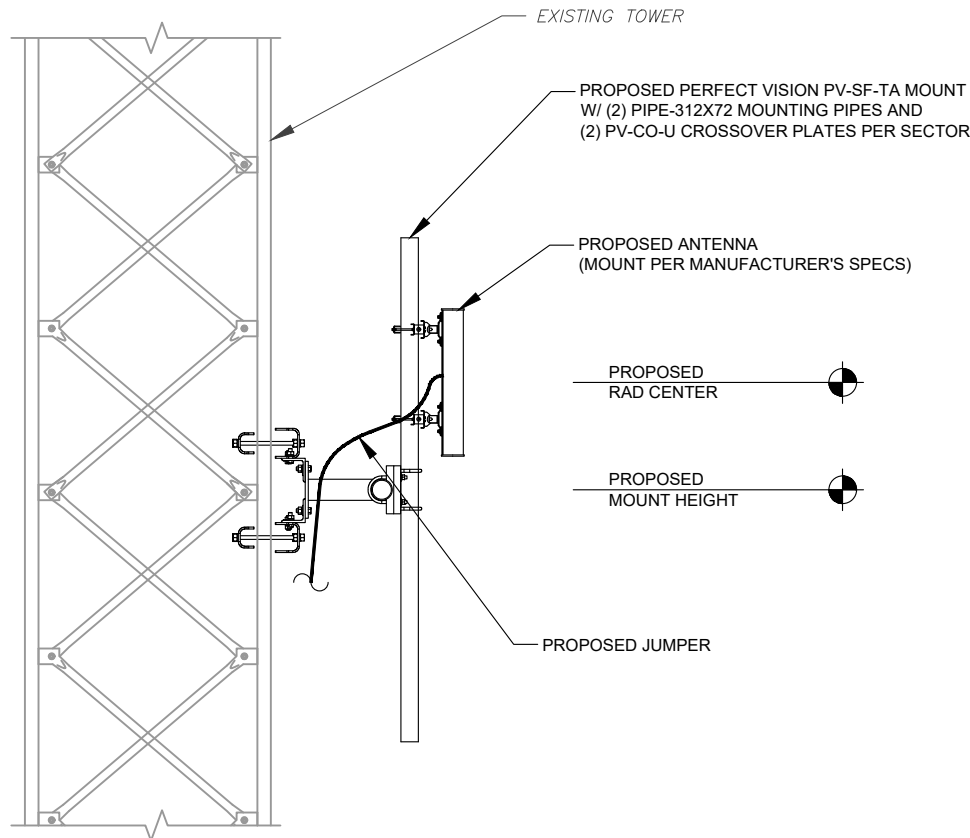 EXISTING TOWER
PROPOSED PERFECT VISION PV-SF-TA MOUNT
W/ (2) PIPE-312X72 MOUNTING PIPES AND
(2) PV-CO-U CROSSOVER PLATES PER SECTOR
PROPOSED ANTENNA
(MOUNT PER MANUFACTURER'S SPECS)
PROPOSED
RAD CENTER
PROPOSED
MOUNT HEIGHT
PROPOSED JUMPER